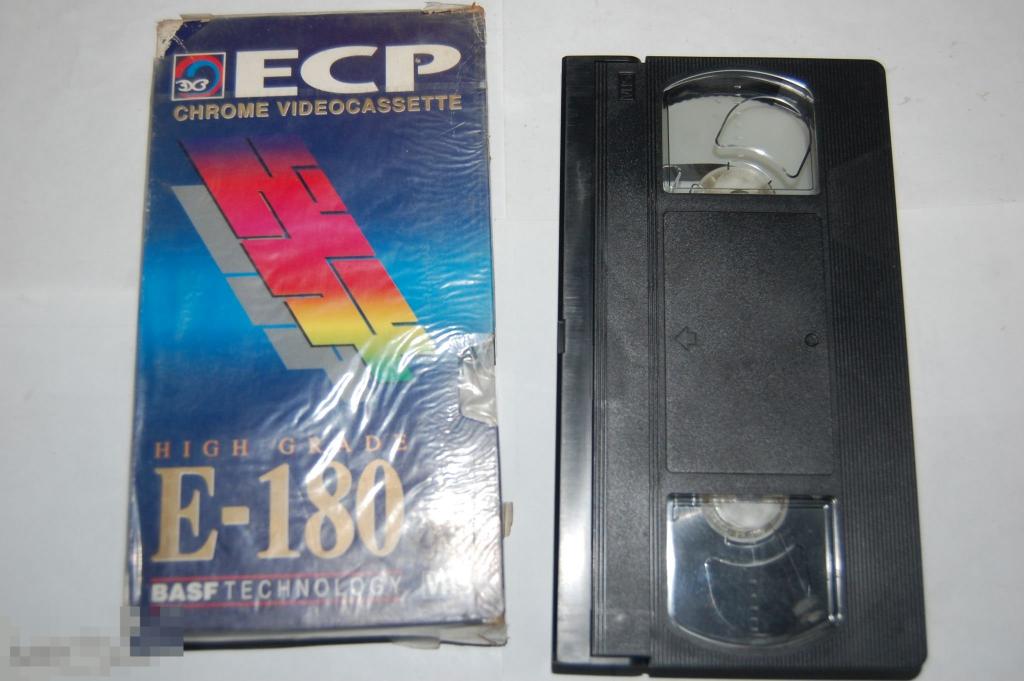 ECP
CHROME VIDEOCASSETTE
HIGH GRADE
E-180
BASF TECHNOLOGY